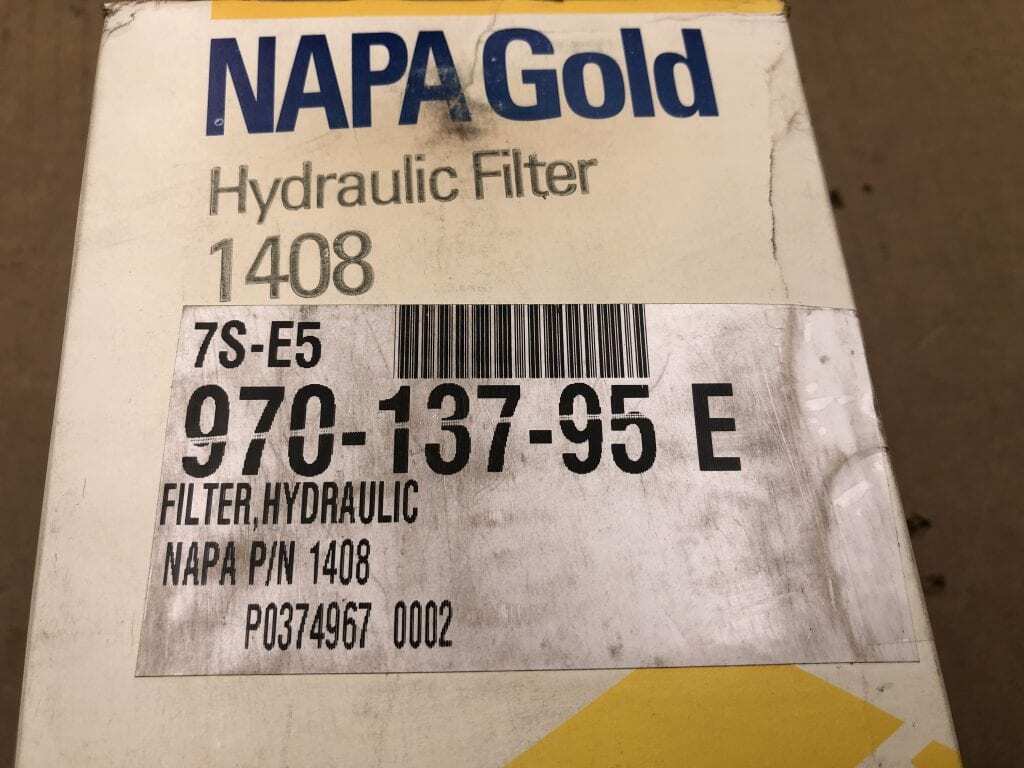 NAPA Gold
Hydraulic Filter
1408
7S-E5
970-137-95 E
FILTER,HYDRAULIC
NAPA P/N 1408
P0374967 0002